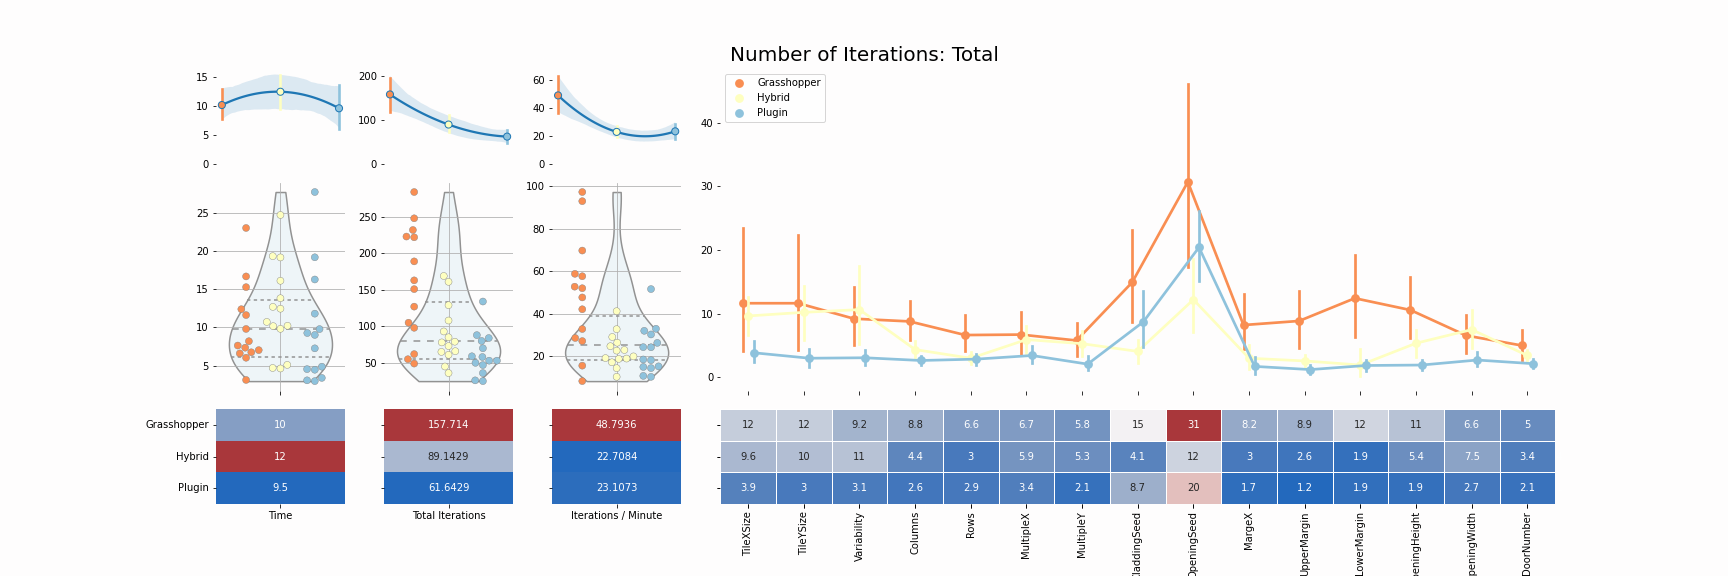 Number of Iterations: Total
Grasshopper
Hybrid
Plugin
15
10
5
0
200
100
0
60
40
20
0
25
20
15
10
5
250
200
150
100
50
100
80
60
40
20
40
30
20
10
0
Grasshopper 10 157.714 48.7936 12 12 9.2 8.8 6.6 6.7 5.8 15 31 8.2 8.9 12 11 6.6 5
Hybrid 12 89.1429 22.7084 9.6 10 11 4.4 3 5.9 5.3 4.1 12 3 2.6 1.9 5.4 7.5 3.4
Plugin 9.5 61.6429 23.1073 3.9 3 3.1 2.6 2.9 3.4 2.1 8.7 20 1.7 1.2 1.9 1.9 2.7 2.1
Time
Total Iterations
Iterations / Minute
TileXSize
TileYSize
Variability
Columns
Rows
MultipleX
MultipleY
CladdingSeed
OpeningSeed
MargeX
UpperMargin
LowerMargin
peningHeight
peningWidth
DoorNumber